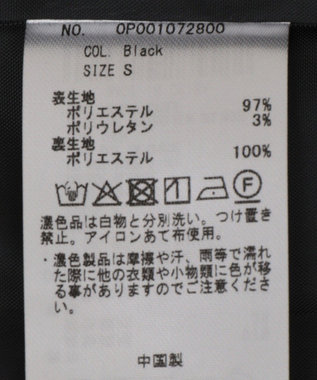 NO. OP001072800
COL. Black
SIZE S
表生地
ポリエステル 97%
ポリウレタン 3%
裏生地
ポリエステル 100%
濃色品は白物と分別洗い。つけ置き
禁止。アイロンあて布使用。
・濃色製品は摩擦や汗、雨等で濡れ
た際に他の衣類や小物類に色が移
る事がありますのでご注意くださ
い。
中国製